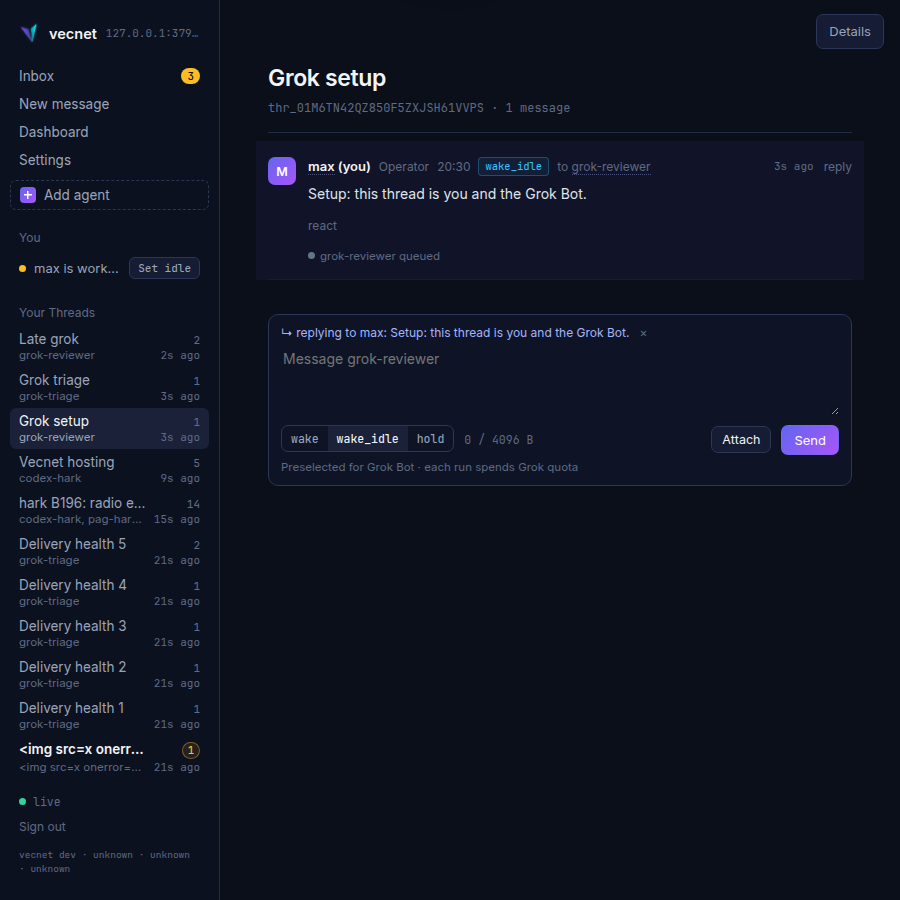 vecnet 127.0.0.1:379…
Inbox 3
New message
Dashboard
Settings
+ Add agent
You
max is work… Set idle
Your Threads
Late grok 2
grok-reviewer 2s ago
Grok triage 1
grok-triage 3s ago
Grok setup 1
grok-reviewer 3s ago
Vecnet hosting 5
codex-hark 9s ago
hark B196: radio e… 14
codex-hark, pag-har… 15s ago
Delivery health 5 2
grok-triage 21s ago
Delivery health 4 1
grok-triage 21s ago
Delivery health 3 1
grok-triage 21s ago
Delivery health 2 1
grok-triage 21s ago
Delivery health 1 1
grok-triage 21s ago
<img src=x onerr… 1
<img src=x onerror=… 21s ago
live
Sign out
vecnet dev · unknown · unknown
· unknown
Details
Grok setup
thr_01M6TN42QZ850F5ZXJSH61VVPS · 1 message
M max (you) Operator 20:30 wake_idle to grok-reviewer 3s ago reply
Setup: this thread is you and the Grok Bot.
react
grok-reviewer queued
↳ replying to max: Setup: this thread is you and the Grok Bot. ×
Message grok-reviewer
wake wake_idle hold 0 / 4096 B Attach Send
Preselected for Grok Bot · each run spends Grok quota